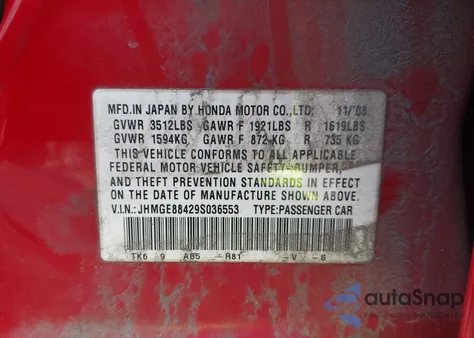 MFD.IN JAPAN BY HONDA MOTOR CO.,LTD. 11/08
GVWR 3512LBS GAWR F 1921LBS R 1619LBS
GVWR 1594KG GAWR F 872 KG R 735 KG
THIS VEHICLE CONFORMS TO ALL APPLICABLE
FEDERAL MOTOR VEHICLE SAFETY,BUMPER,
AND THEFT PREVENTION STANDARDS IN EFFECT
ON THE DATE OF MANUFACTURE SHOWN ABOVE.
V.I.N.:JHMGE88429S036553 TYPE:PASSENGER CAR
TK6 9 AB5 -R81 -V -S
autoSnap